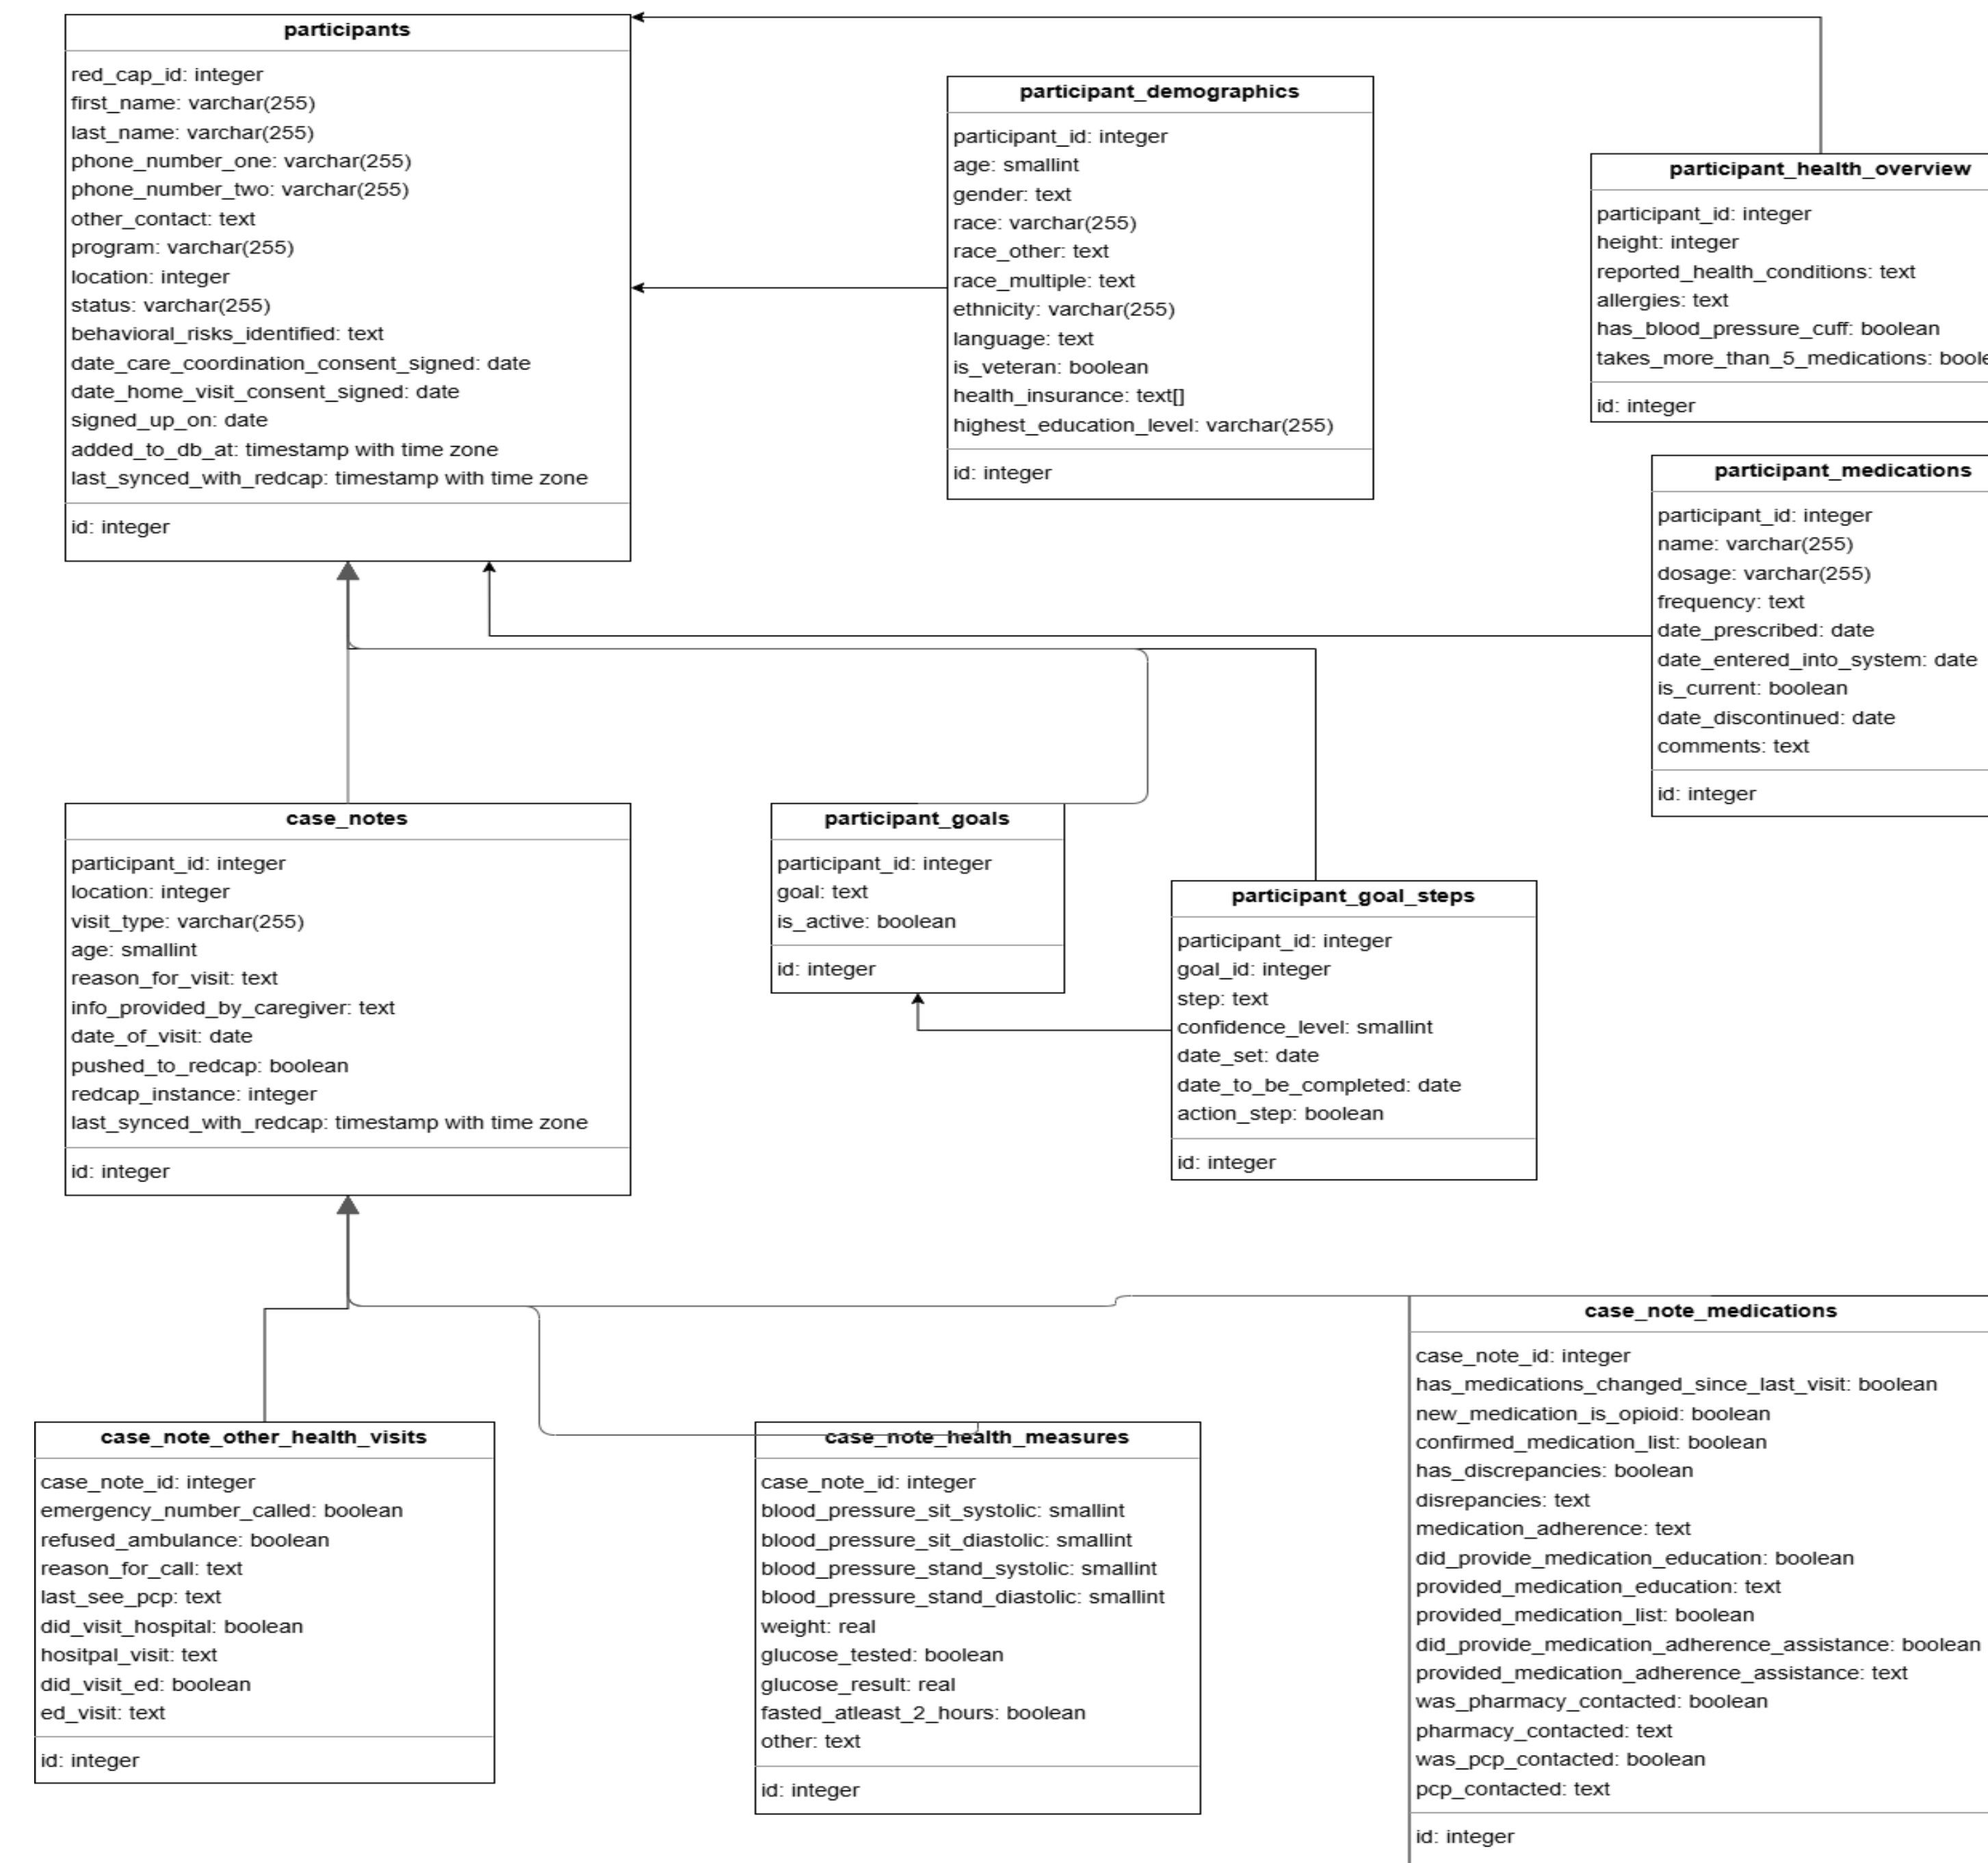 participants
red_cap_id: integer
first_name: varchar(255)
last_name: varchar(255)
phone_number_one: varchar(255)
phone_number_two: varchar(255)
other_contact: text
program: varchar(255)
location: integer
status: varchar(255)
behavioral_risks_identified: text
date_care_coordination_consent_signed: date
date_home_visit_consent_signed: date
signed_up_on: date
added_to_db_at: timestamp with time zone
last_synced_with_redcap: timestamp with time zone
id: integer
participant_demographics
participant_id: integer
age: smallint
gender: text
race: varchar(255)
race_other: text
race_multiple: text
ethnicity: varchar(255)
language: text
is_veteran: boolean
health_insurance: text[]
highest_education_level: varchar(255)
id: integer
participant_health_overview
participant_id: integer
height: integer
reported_health_conditions: text
allergies: text
has_blood_pressure_cuff: boolean
takes_more_than_5_medications: boole
id: integer
participant_medications
participant_id: integer
name: varchar(255)
dosage: varchar(255)
frequency: text
date_prescribed: date
date_entered_into_system: date
is_current: boolean
date_discontinued: date
comments: text
id: integer
case_notes
participant_id: integer
location: integer
visit_type: varchar(255)
age: smallint
reason_for_visit: text
info_provided_by_caregiver: text
date_of_visit: date
pushed_to_redcap: boolean
redcap_instance: integer
last_synced_with_redcap: timestamp with time zone
id: integer
participant_goals
participant_id: integer
goal: text
is_active: boolean
id: integer
participant_goal_steps
participant_id: integer
goal_id: integer
step: text
confidence_level: smallint
date_set: date
date_to_be_completed: date
action_step: boolean
id: integer
case_note_other_health_visits
case_note_id: integer
emergency_number_called: boolean
refused_ambulance: boolean
reason_for_call: text
last_see_pcp: text
did_visit_hospital: boolean
hositpal_visit: text
did_visit_ed: boolean
ed_visit: text
id: integer
case_note_health_measures
case_note_id: integer
blood_pressure_sit_systolic: smallint
blood_pressure_sit_diastolic: smallint
blood_pressure_stand_systolic: smallint
blood_pressure_stand_diastolic: smallint
weight: real
glucose_tested: boolean
glucose_result: real
fasted_atleast_2_hours: boolean
other: text
id: integer
case_note_medications
case_note_id: integer
has_medications_changed_since_last_visit: boolean
new_medication_is_opioid: boolean
confirmed_medication_list: boolean
has_discrepancies: boolean
disrepancies: text
medication_adherence: text
did_provide_medication_education: boolean
provided_medication_education: text
provided_medication_list: boolean
did_provide_medication_adherence_assistance: boolean
provided_medication_adherence_assistance: text
was_pharmacy_contacted: boolean
pharmacy_contacted: text
was_pcp_contacted: boolean
pcp_contacted: text
id: integer